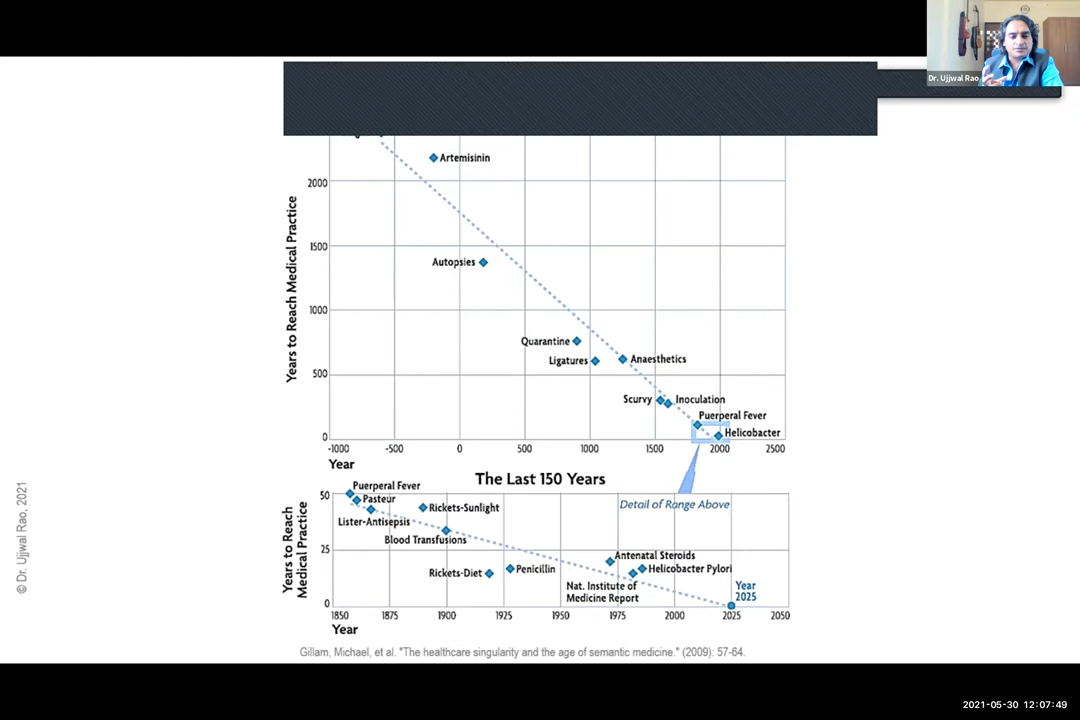 Dr. Ujjwal Rao
Artemisinin
Autopsies
Quarantine
Ligatures
Anaesthetics
Scurvy
Inoculation
Puerperal Fever
Helicobacter
Years to Reach Medical Practice
2000
1500
1000
500
0
-1000 -500 0 500 1000 1500 2000 2500
Year
The Last 150 Years
Detail of Range Above
Years to Reach
Medical Practice
50
25
0
Puerperal Fever
Pasteur
Lister-Antisepsis
Rickets-Sunlight
Blood Transfusions
Rickets-Diet
Penicillin
Antenatal Steroids
Helicobacter Pylori
Nat. Institute of
Medicine Report
Year
2025
1850 1875 1900 1925 1950 1975 2000 2025 2050
Year
Gillam, Michael, et al. "The healthcare singularity and the age of semantic medicine." (2009): 57-64.
© Dr. Ujjwal Rao, 2021
2021-05-30 12:07:49